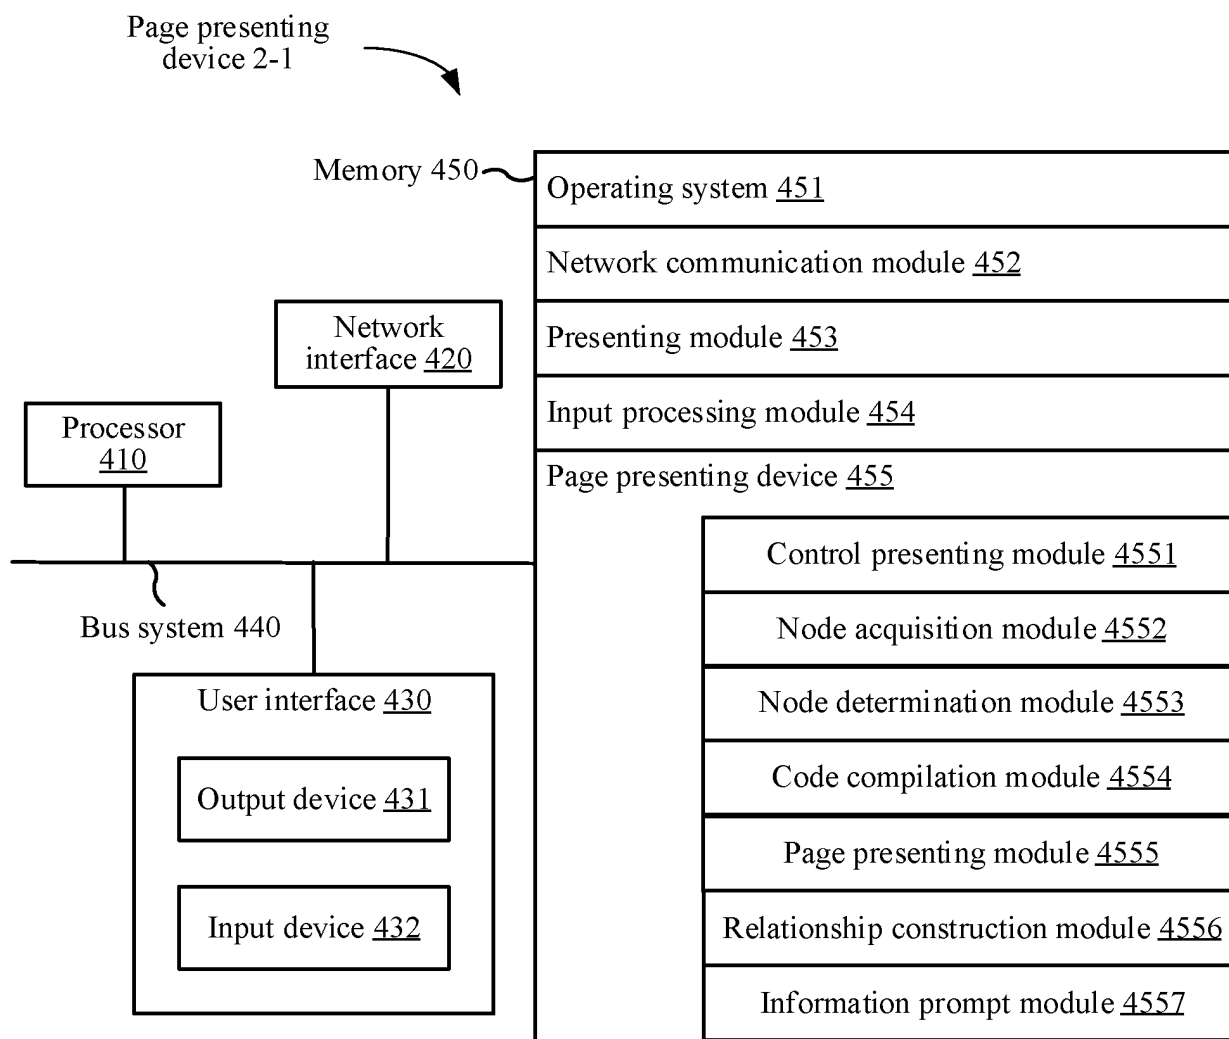 Page presenting
device 2-1
Memory 450
Operating system 451
Network communication module 452
Presenting module 453
Input processing module 454
Page presenting device 455
Control presenting module 4551
Node acquisition module 4552
Node determination module 4553
Code compilation module 4554
Page presenting module 4555
Relationship construction module 4556
Information prompt module 4557
Network
interface 420
Processor
410
Bus system 440
User interface 430
Output device 431
Input device 432